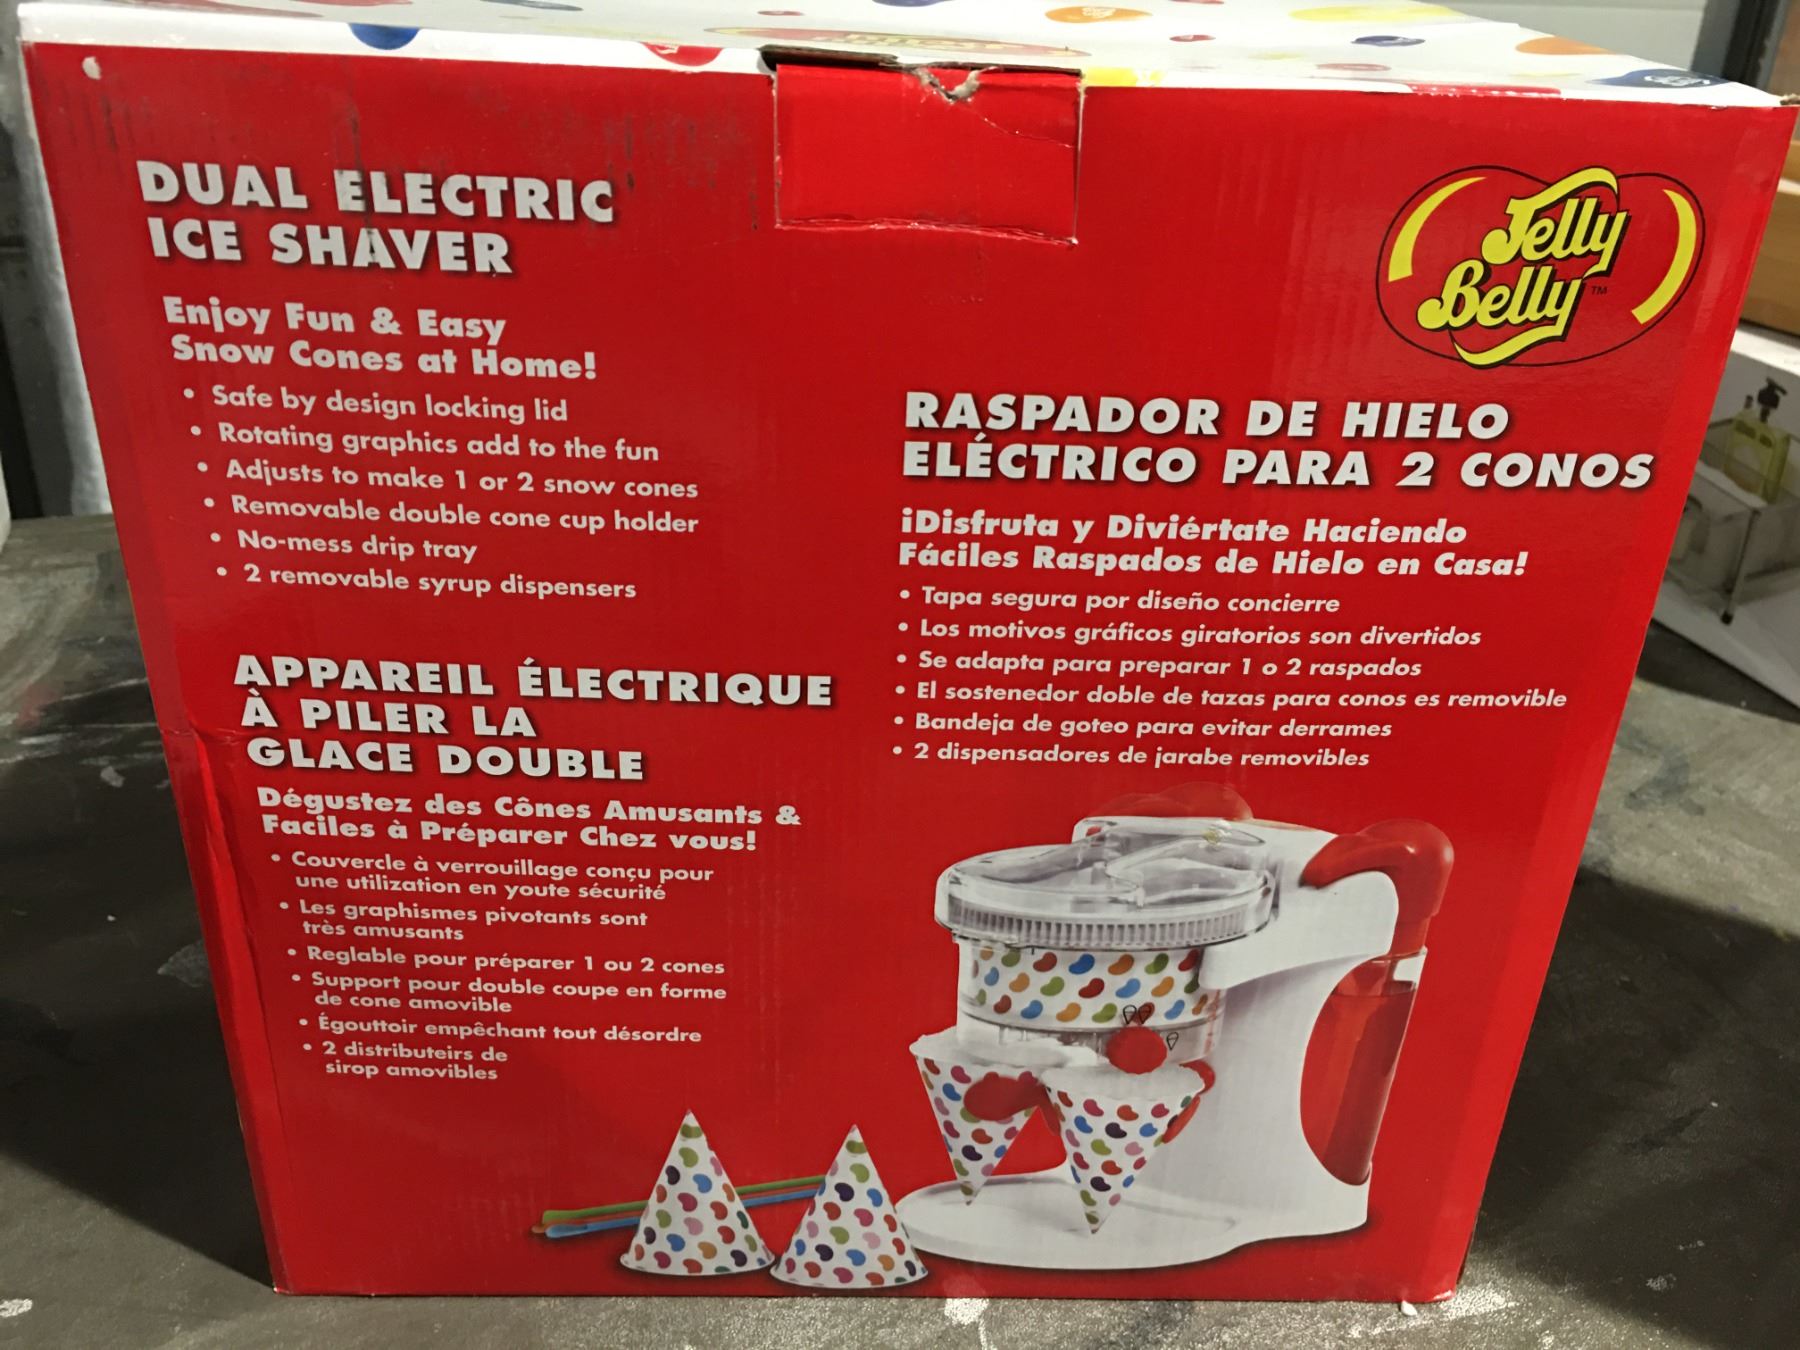 DUAL ELECTRIC
ICE SHAVER
Enjoy Fun & Easy
Snow Cones at Home!
• Safe by design locking lid
• Rotating graphics add to the fun
• Adjusts to make 1 or 2 snow cones
• Removable double cone cup holder
• No-mess drip tray
• 2 removable syrup dispensers
APPAREIL ÉLECTRIQUE
À PILER LA
GLACE DOUBLE
Dégustez des Cônes Amusants &
Faciles à Préparer Chez vous!
• Couvercle à verrouillage conçu pour
une utilization en youte sécurité
• Les graphismes pivotants sont
très amusants
• Reglable pour préparer 1 ou 2 cones
• Support pour double coupe en forme
de cone amovible
• Égouttoir empêchant tout désordre
• 2 distributeirs de
sirop amovibles
Jelly
Belly™
RASPADOR DE HIELO
ELÉCTRICO PARA 2 CONOS
¡Disfruta y Diviértate Haciendo
Fáciles Raspados de Hielo en Casa!
• Tapa segura por diseño concierre
• Los motivos gráficos giratorios son divertidos
• Se adapta para preparar 1 o 2 raspados
• El sostenedor doble de tazas para conos es removible
• Bandeja de goteo para evitar derrames
• 2 dispensadores de jarabe removibles